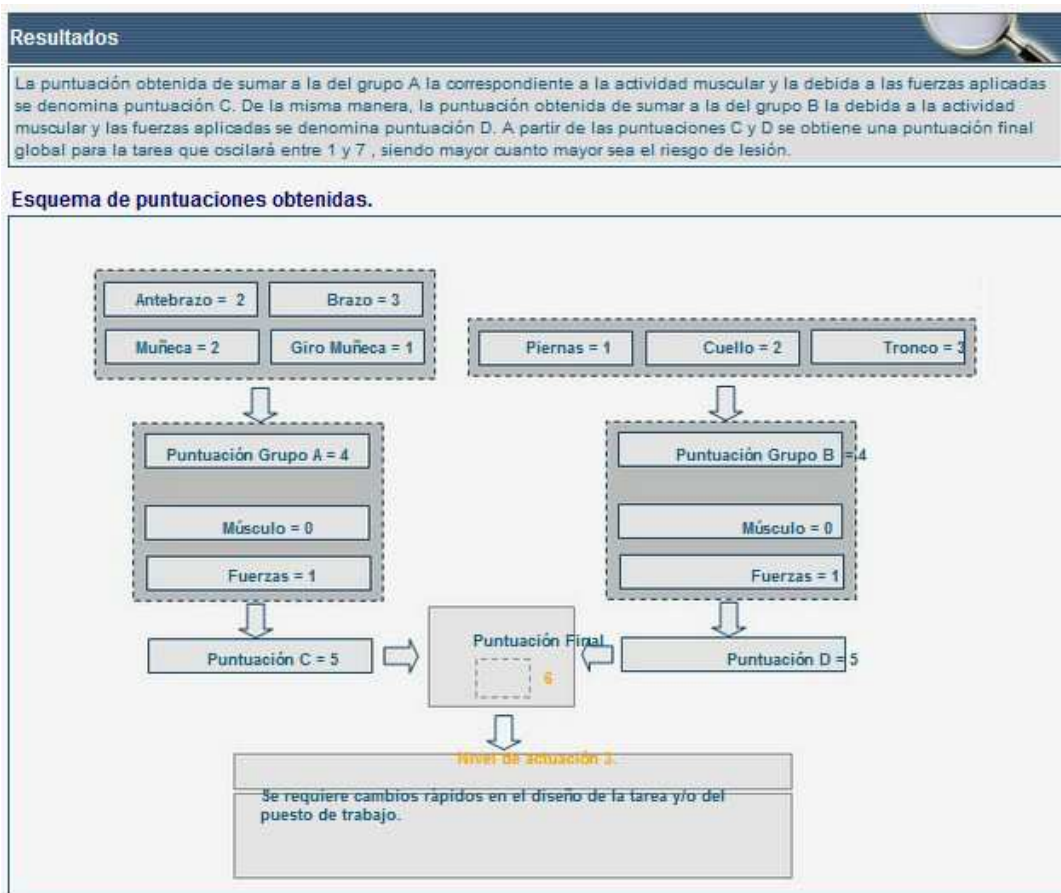 Resultados
La puntuación obtenida de sumar a la del grupo A la correspondiente a la actividad muscular y la debida a las fuerzas aplicadas
se denomina puntuación C. De la misma manera, la puntuación obtenida de sumar a la del grupo B la debida a la actividad
muscular y las fuerzas aplicadas se denomina puntuación D. A partir de las puntuaciones C y D se obtiene una puntuación final
global para la tarea que oscilará entre 1 y 7 , siendo mayor cuanto mayor sea el riesgo de lesión.
Esquema de puntuaciones obtenidas.
Antebrazo = 2
Brazo = 3
Muñeca = 2
Giro Muñeca = 1
Piernas = 1
Cuello = 2
Tronco = 3
Puntuación Grupo A = 4
Músculo = 0
Fuerzas = 1
Puntuación C = 5
Puntuación Grupo B = 4
Músculo = 0
Fuerzas = 1
Puntuación D = 5
Puntuación Final
6
Nivel de actuación 3.
Se requiere cambios rápidos en el diseño de la tarea y/o del
puesto de trabajo.